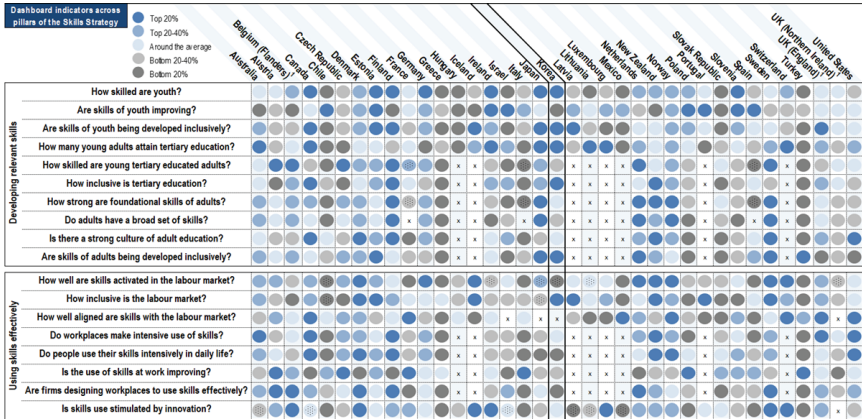 Dashboard indicators across
pillars of the Skills Strategy
Top 20%
Top 20-40%
Around the average
Bottom 20-40%
Bottom 20%
Australia
Austria
Belgium (Flanders)¹
Canada
Chile
Czech Republic
Denmark
Estonia
Finland
France
Germany
Greece
Hungary
Iceland
Ireland
Israel
Italy
Japan
Korea
Latvia
Lithuania
Luxembourg
Mexico
Netherlands
New Zealand
Norway
Poland
Portugal
Slovak Republic
Slovenia
Spain
Sweden
Switzerland
Turkey
UK (England)¹
UK (Northern Ireland)¹
United States
Developing relevant skills
How skilled are youth?
Are skills of youth improving?
Are skills of youth being developed inclusively?
How many young adults attain tertiary education?
How skilled are young tertiary educated adults?
How inclusive is tertiary education?
How strong are foundational skills of adults?
Do adults have a broad set of skills?
Is there a strong culture of adult education?
Are skills of adults being developed inclusively?
Using skills effectively
How well are skills activated in the labour market?
How inclusive is the labour market?
How well aligned are skills with the labour market?
Do workplaces make intensive use of skills?
Do people use their skills intensively in daily life?
Is the use of skills at work improving?
Are firms designing workplaces to use skills effectively?
Is skills use stimulated by innovation?